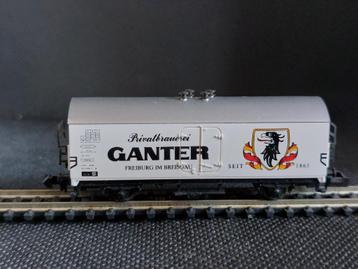 Privatbrauerei
GANTER
FREIBURG IM BREISGAU
SEIT 1865